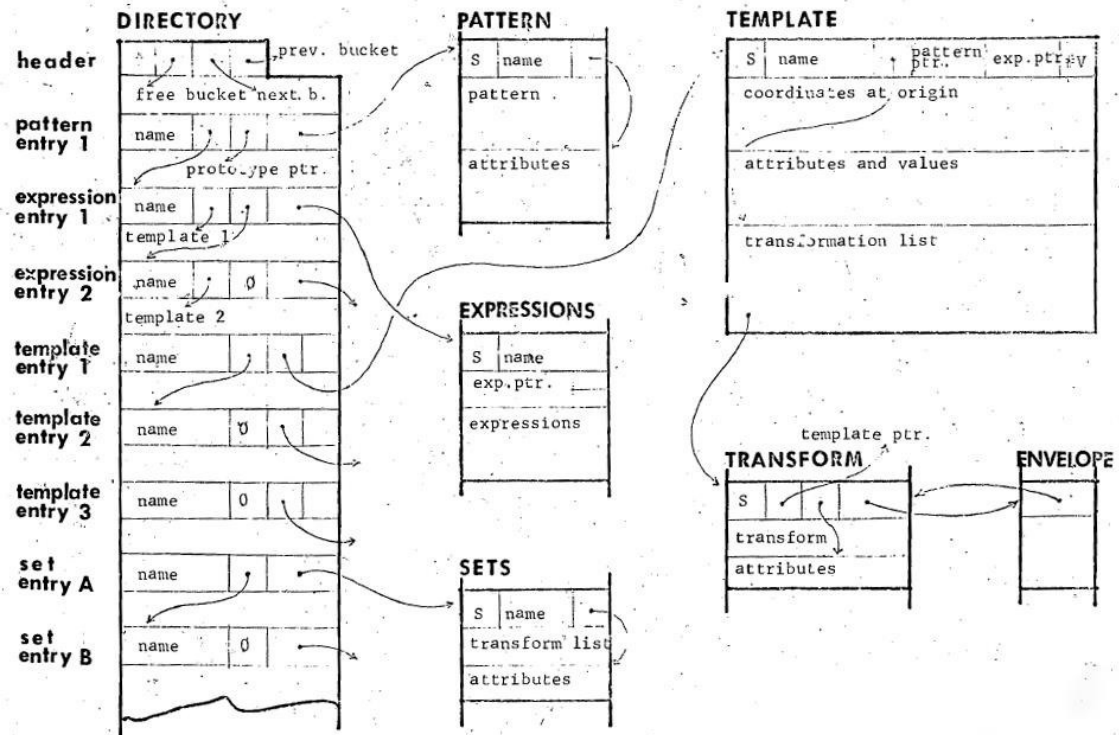 DIRECTORY
header
prev. bucket
free bucket next. b.
pattern
entry 1
name
prototype ptr.
expression
entry 1
name
template 1
expression
entry 2
name 0
template 2
template
entry 1
name
template
entry 2
name 0
template
entry 3
name 0
set
entry A
name
set
entry B
name 0
PATTERN
S name
pattern
attributes
EXPRESSIONS
S name
exp.ptr.
expressions
SETS
S name
transform list
attributes
TEMPLATE
S name pattern ptr. exp.ptr.
coordinates at origin
attributes and values
transformation list
template ptr.
TRANSFORM
S
transform
attributes
ENVELOPE